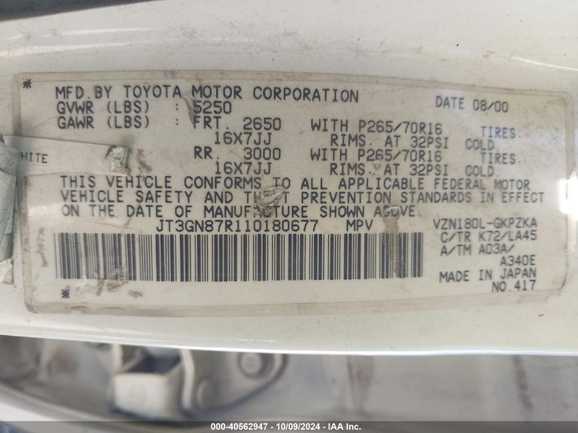 MFD BY TOYOTA MOTOR CORPORATION DATE 08/00
GVWR (LBS) : 5250
GAWR (LBS) : FRT. 2650 WITH P265/70R16 TIRES.
16X7JJ RIMS. AT 32PSI COLD
RR. 3000 WITH P265/70R16 TIRES.
HITE
16X7JJ RIMS. AT 32PSI COLD
THIS VEHICLE CONFORMS TO ALL APPLICABLE FEDERAL MOTOR
VEHICLE SAFETY AND THEFT PREVENTION STANDARDS IN EFFECT
ON THE DATE OF MANUFACTURE SHOWN ABOVE.
JT3GN87R110180677 MPV VZN180L-GKPZKA
C/TR K72/LA45
A/TM A03A/
A340E
MADE IN JAPAN
NO.417
000-40562947 - 10/09/2024 - IAA Inc.